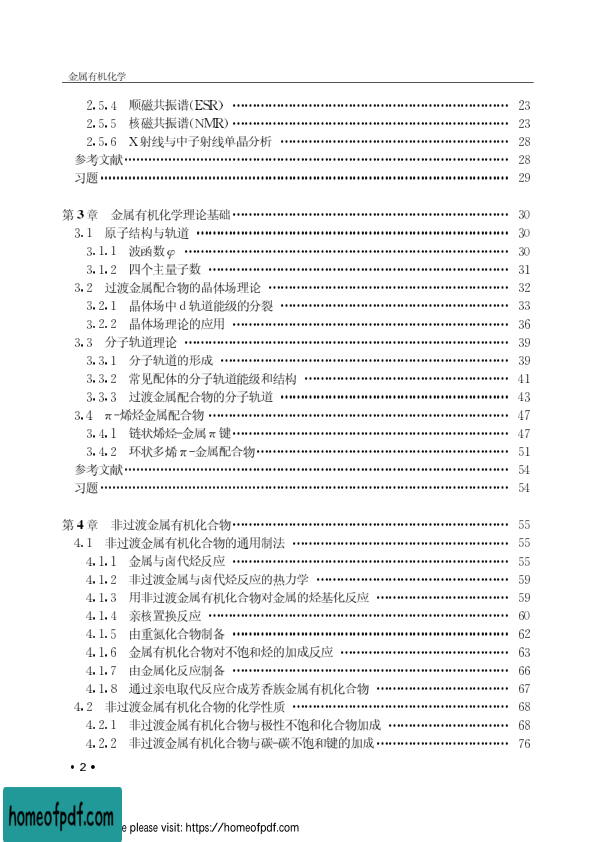 金属有机化学
2.5.4 顺磁共振谱(ESR) …… 23
2.5.5 核磁共振谱(NMR) …… 23
2.5.6 X射线与中子射线单晶分析 …… 28
参考文献 …… 28
习题 …… 29
第3章 金属有机化学理论基础 …… 30
3.1 原子结构与轨道 …… 30
3.1.1 波函数φ …… 30
3.1.2 四个主量子数 …… 31
3.2 过渡金属配合物的晶体场理论 …… 32
3.2.1 晶体场中d轨道能级的分裂 …… 33
3.2.2 晶体场理论的应用 …… 36
3.3 分子轨道理论 …… 39
3.3.1 分子轨道的形成 …… 39
3.3.2 常见配体的分子轨道能级和结构 …… 41
3.3.3 过渡金属配合物的分子轨道 …… 43
3.4 π-烯烃金属配合物 …… 47
3.4.1 链状烯烃-金属π键 …… 47
3.4.2 环状多烯π-金属配合物 …… 51
参考文献 …… 54
习题 …… 54
第4章 非过渡金属有机化合物 …… 55
4.1 非过渡金属有机化合物的通用制法 …… 55
4.1.1 金属与卤代烃反应 …… 55
4.1.2 非过渡金属与卤代烃反应的热力学 …… 59
4.1.3 用非过渡金属有机化合物对金属的烃基化反应 …… 59
4.1.4 亲核置换反应 …… 60
4.1.5 由重氮化合物制备 …… 62
4.1.6 金属有机化合物对不饱和烃的加成反应 …… 63
4.1.7 由金属化反应制备 …… 66
4.1.8 通过亲电取代反应合成芳香族金属有机化合物 …… 67
4.2 非过渡金属有机化合物的化学性质 …… 68
4.2.1 非过渡金属有机化合物与极性不饱和化合物加成 …… 68
4.2.2 非过渡金属有机化合物与碳-碳不饱和键的加成 …… 76
• 2 •
homeofpdf.com
e please visit: https://homeofpdf.com